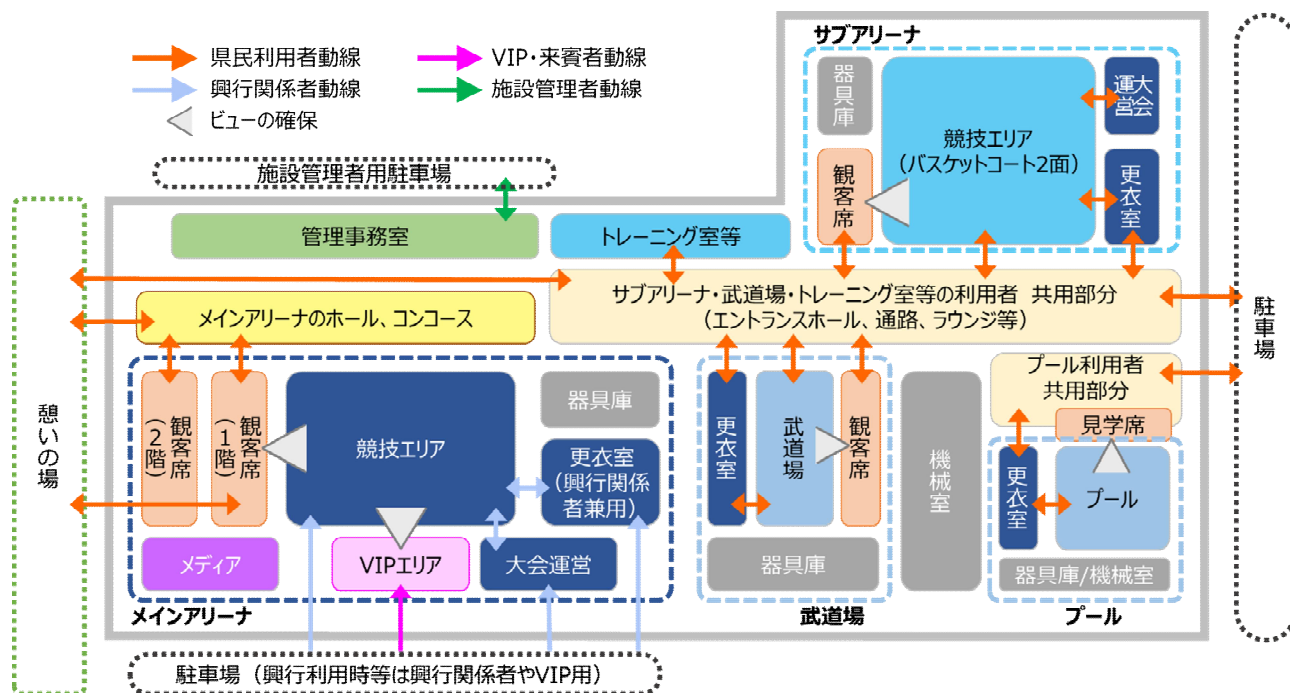 県民利用者動線
VIP・来賓者動線
興行関係者動線
施設管理者動線
ビューの確保
サブアリーナ
器具庫
競技エリア
(バスケットコート2面)
大会
運営
観客席
更衣室
施設管理者用駐車場
管理事務室
トレーニング室等
サブアリーナ・武道場・トレーニング室等の利用者 共用部分
(エントランスホール、通路、ラウンジ等)
メインアリーナのホール、コンコース
駐車場
憩いの場
プール利用者
共用部分
観客席
(2階)
観客席
(1階)
競技エリア
器具庫
更衣室
(興行関係
者兼用)
メディア
VIPエリア
大会運営
メインアリーナ
更衣室
武道場
観客席
器具庫
武道場
機械室
見学席
更衣室
プール
器具庫/機械室
プール
駐車場 (興行利用時等は興行関係者やVIP用)